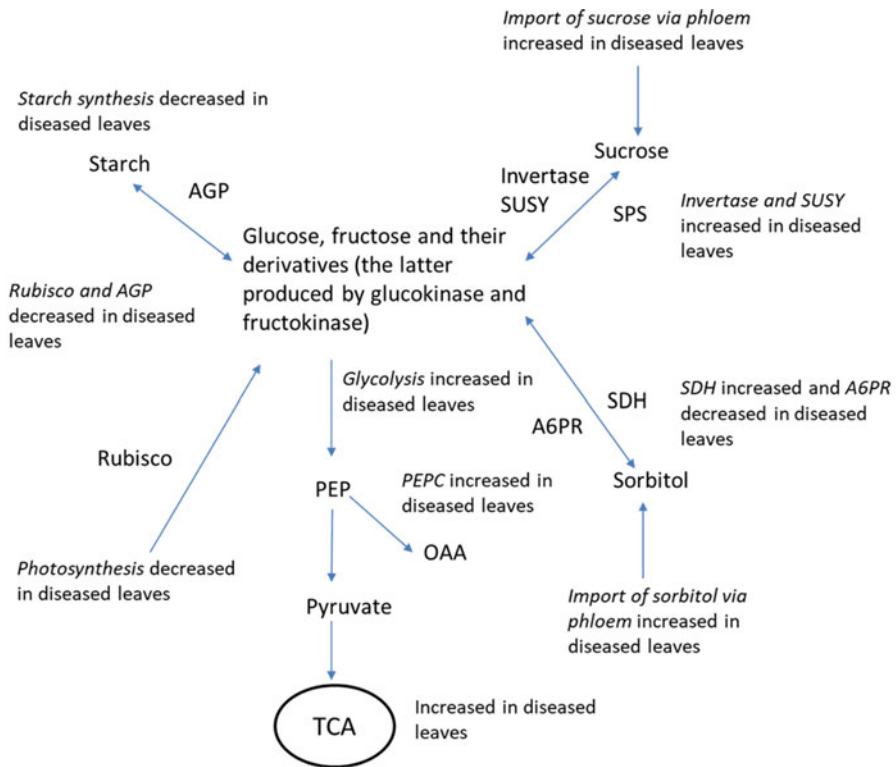 Import of sucrose via phloem
increased in diseased leaves
Starch synthesis decreased in
diseased leaves
Sucrose
Starch
Invertase
SUSY
AGP
SPS
Invertase and SUSY
increased in diseased
leaves
Glucose, fructose and their
derivatives (the latter
produced by glucokinase and
fructokinase)
Rubisco and AGP
decreased in diseased
leaves
Glycolysis increased in
diseased leaves
SDH
A6PR
SDH increased and A6PR
decreased in diseased
leaves
Rubisco
PEP
PEPC increased in
diseased leaves
Sorbitol
OAA
Photosynthesis decreased
in diseased leaves
Pyruvate
Import of sorbitol via
phloem increased in
diseased leaves
TCA
Increased in diseased
leaves